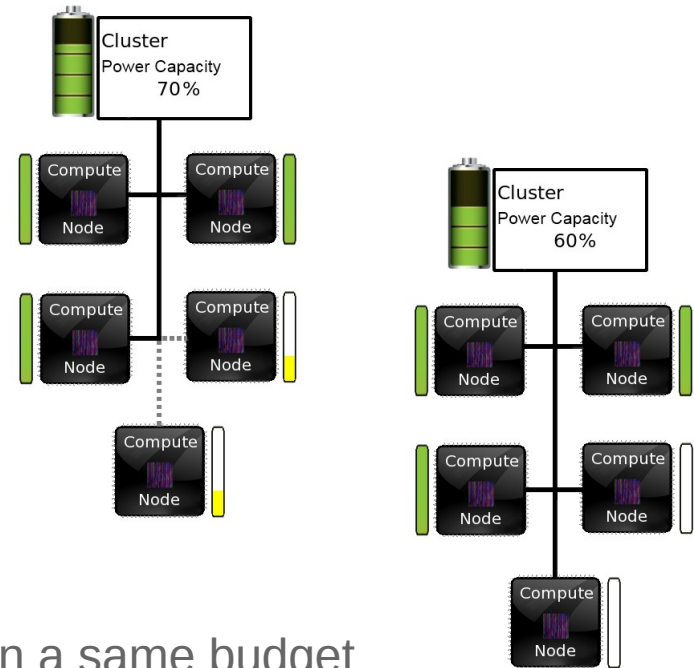 Cluster
Power Capacity
70%
Compute
Node
Compute
Node
Compute
Node
Compute
Node
Compute
Node
Cluster
Power Capacity
60%
Compute
Node
Compute
Node
Compute
Node
Compute
Node
Compute
Node
n a same budget